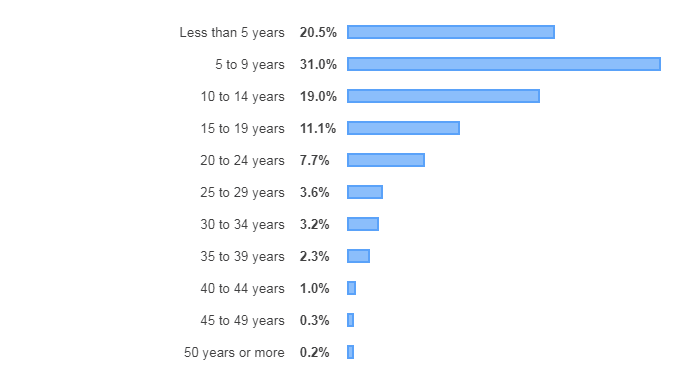 Less than 5 years 20.5%
5 to 9 years 31.0%
10 to 14 years 19.0%
15 to 19 years 11.1%
20 to 24 years 7.7%
25 to 29 years 3.6%
30 to 34 years 3.2%
35 to 39 years 2.3%
40 to 44 years 1.0%
45 to 49 years 0.3%
50 years or more 0.2%